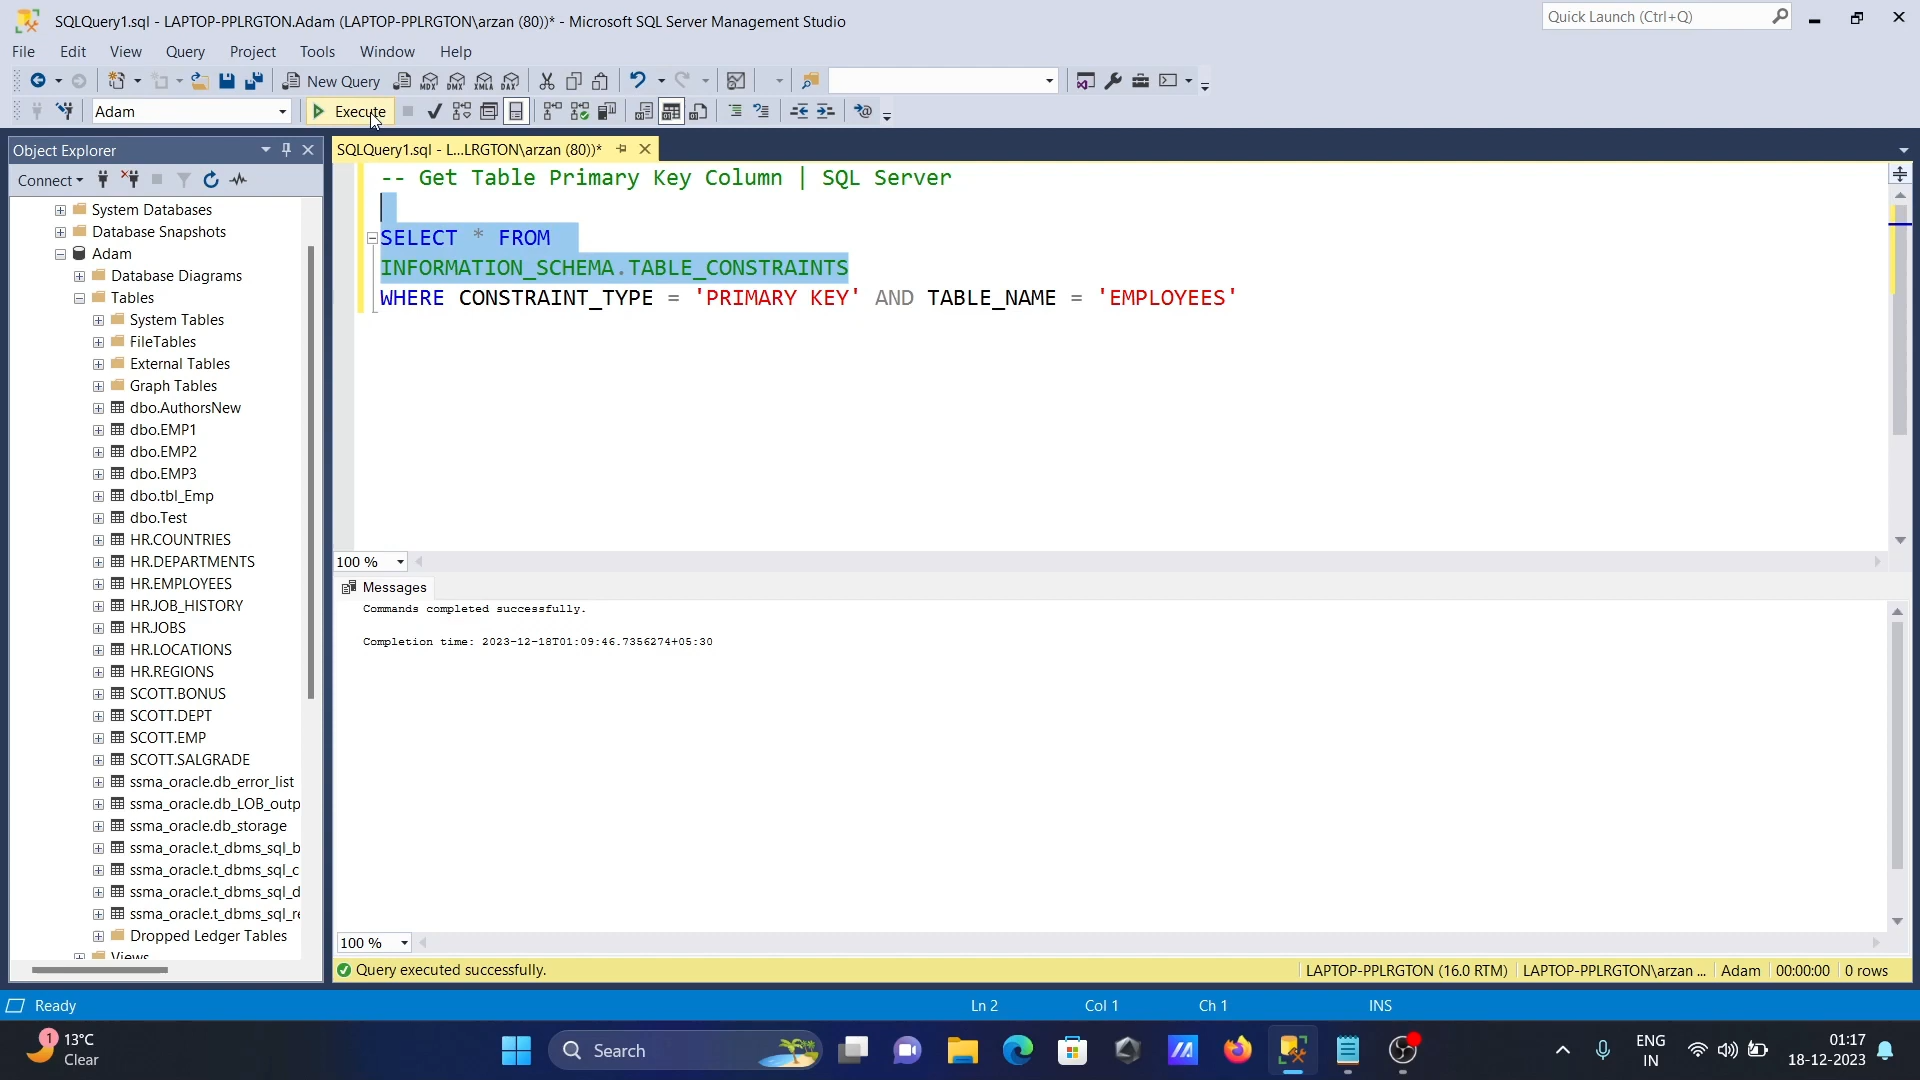 SQLQuery1.sql - LAPTOP-PPLRGTON.Adam (LAPTOP-PPLRGTON\arzan (80))* - Microsoft SQL Server Management Studio
Quick Launch (Ctrl+Q)
File Edit View Query Project Tools Window Help
New Query MDX DMX XMLA DAX
Adam Execute
Object Explorer
SQLQuery1.sql - L...LRGTON\arzan (80))*
Connect
System Databases
Database Snapshots
Adam
Database Diagrams
Tables
System Tables
FileTables
External Tables
Graph Tables
dbo.AuthorsNew
dbo.EMP1
dbo.EMP2
dbo.EMP3
dbo.tbl_Emp
dbo.Test
HR.COUNTRIES
HR.DEPARTMENTS
HR.EMPLOYEES
HR.JOB_HISTORY
HR.JOBS
HR.LOCATIONS
HR.REGIONS
SCOTT.BONUS
SCOTT.DEPT
SCOTT.EMP
SCOTT.SALGRADE
ssma_oracle.db_error_list
ssma_oracle.db_LOB_outp
ssma_oracle.db_storage
ssma_oracle.t_dbms_sql_b
ssma_oracle.t_dbms_sql_c
ssma_oracle.t_dbms_sql_d
ssma_oracle.t_dbms_sql_re
Dropped Ledger Tables
Views
-- Get Table Primary Key Column | SQL Server
SELECT * FROM
INFORMATION_SCHEMA.TABLE_CONSTRAINTS
WHERE CONSTRAINT_TYPE = 'PRIMARY KEY' AND TABLE_NAME = 'EMPLOYEES'
100 %
Messages
Commands completed successfully.
Completion time: 2023-12-18T01:09:46.7356274+05:30
100 %
Query executed successfully. LAPTOP-PPLRGTON (16.0 RTM) LAPTOP-PPLRGTON\arzan ... Adam 00:00:00 0 rows
Ready Ln 2 Col 1 Ch 1 INS
1
13°C
Clear
Search
ENG
IN
01:17
18-12-2023